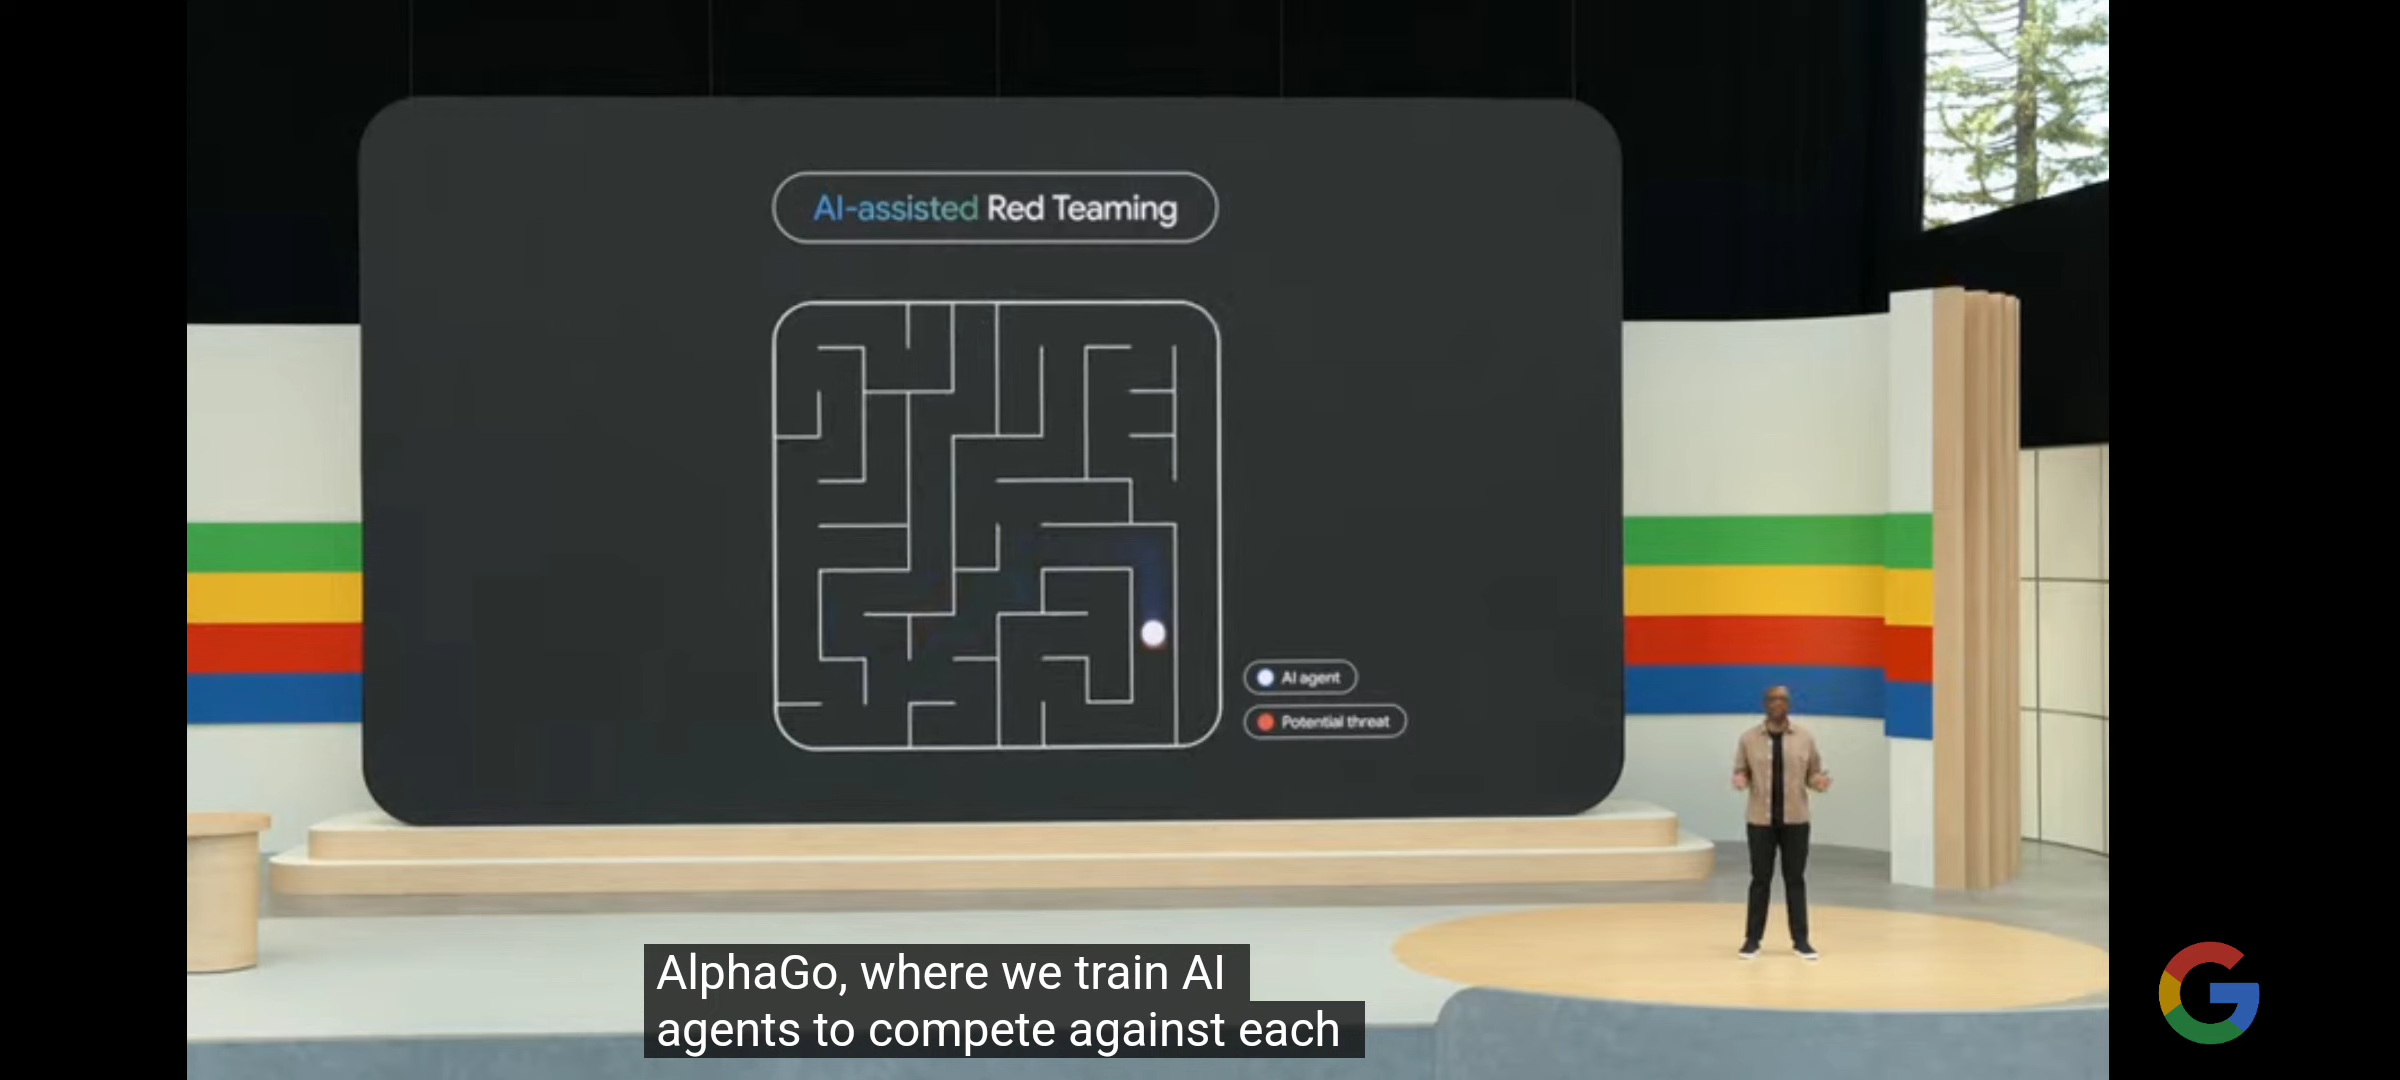 AI-assisted Red Teaming
AI agent
Potential threat
AlphaGo, where we train AI
agents to compete against each